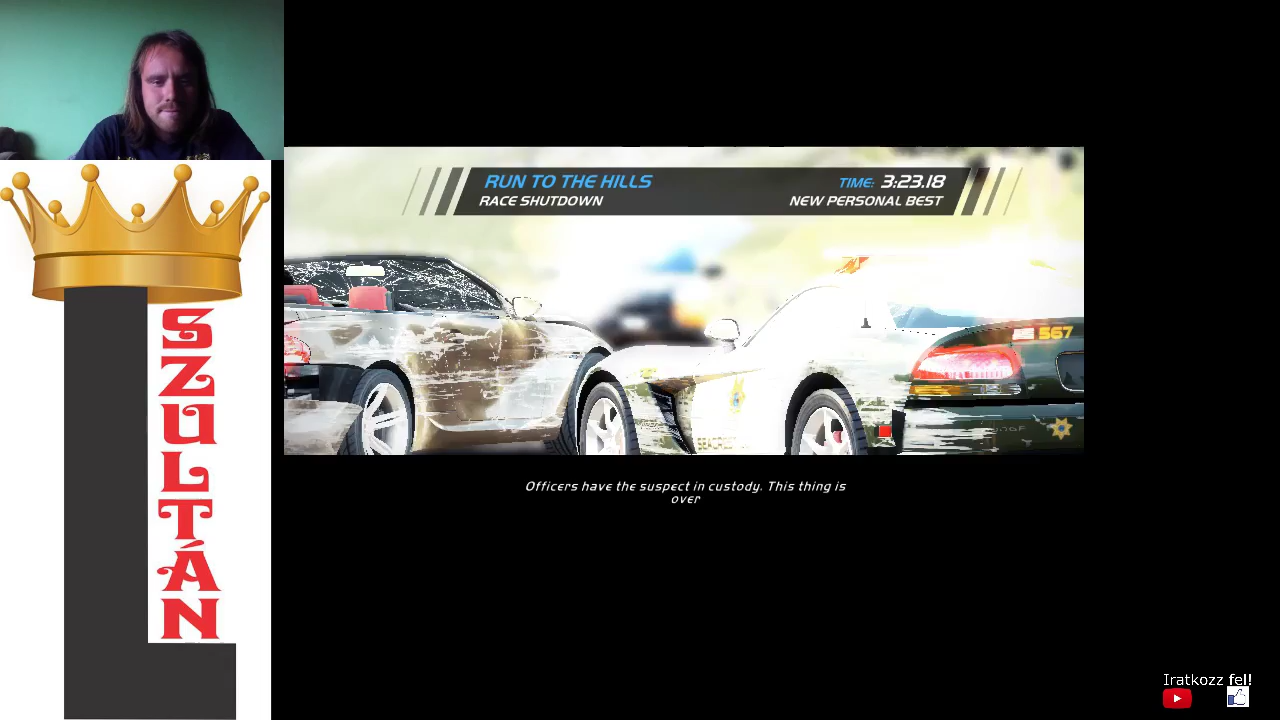 RUN TO THE HILLS
TIME: 3:23.18
RACE SHUTDOWN
NEW PERSONAL BEST
567
Officers have the suspect in custody. This thing is
over
L
SZULTÁN
Iratkozz fel!